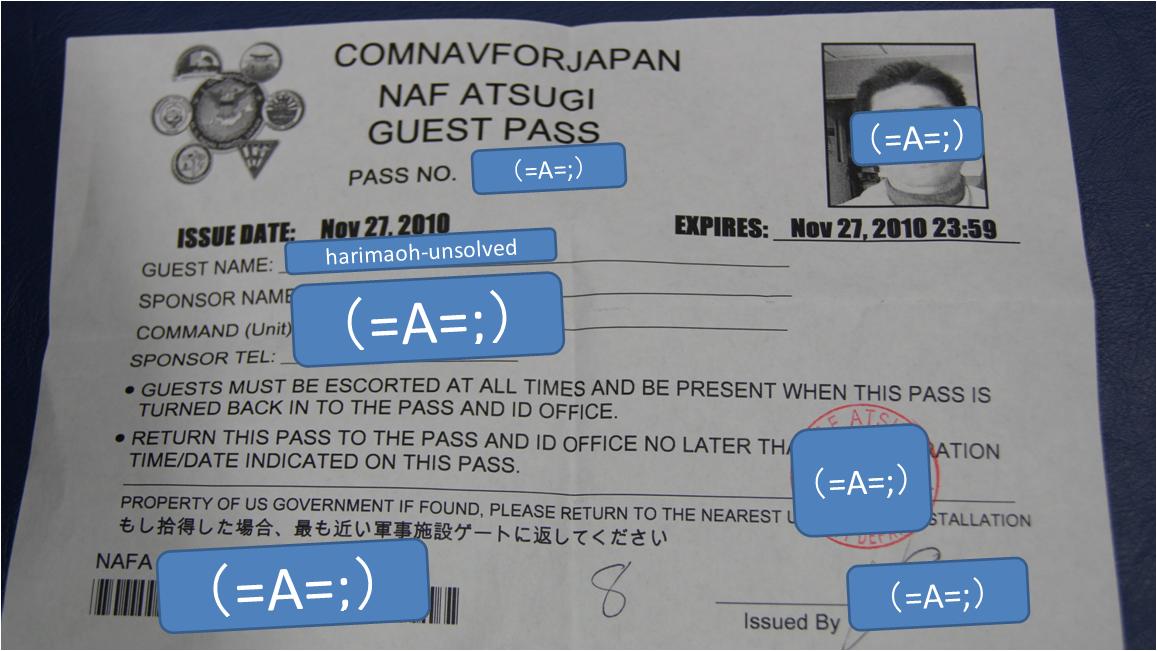 COMNAVFORJAPAN
NAF ATSUGI
GUEST PASS
PASS NO. (=A=;)
(=A=;)
ISSUE DATE: Nov 27, 2010
EXPIRES: Nov 27, 2010 23:59
GUEST NAME: harimaoh-unsolved
SPONSOR NAME
(=A=;)
COMMAND (Unit)
SPONSOR TEL:
• GUESTS MUST BE ESCORTED AT ALL TIMES AND BE PRESENT WHEN THIS PASS IS
TURNED BACK IN TO THE PASS AND ID OFFICE.
• RETURN THIS PASS TO THE PASS AND ID OFFICE NO LATER THA RATION
TIME/DATE INDICATED ON THIS PASS.
(=A=;)
PROPERTY OF US GOVERNMENT IF FOUND, PLEASE RETURN TO THE NEAREST U STALLATION
もし拾得した場合、最も近い軍事施設ゲートに返してください
NAFA
(=A=;)
8
(=A=;)
Issued By